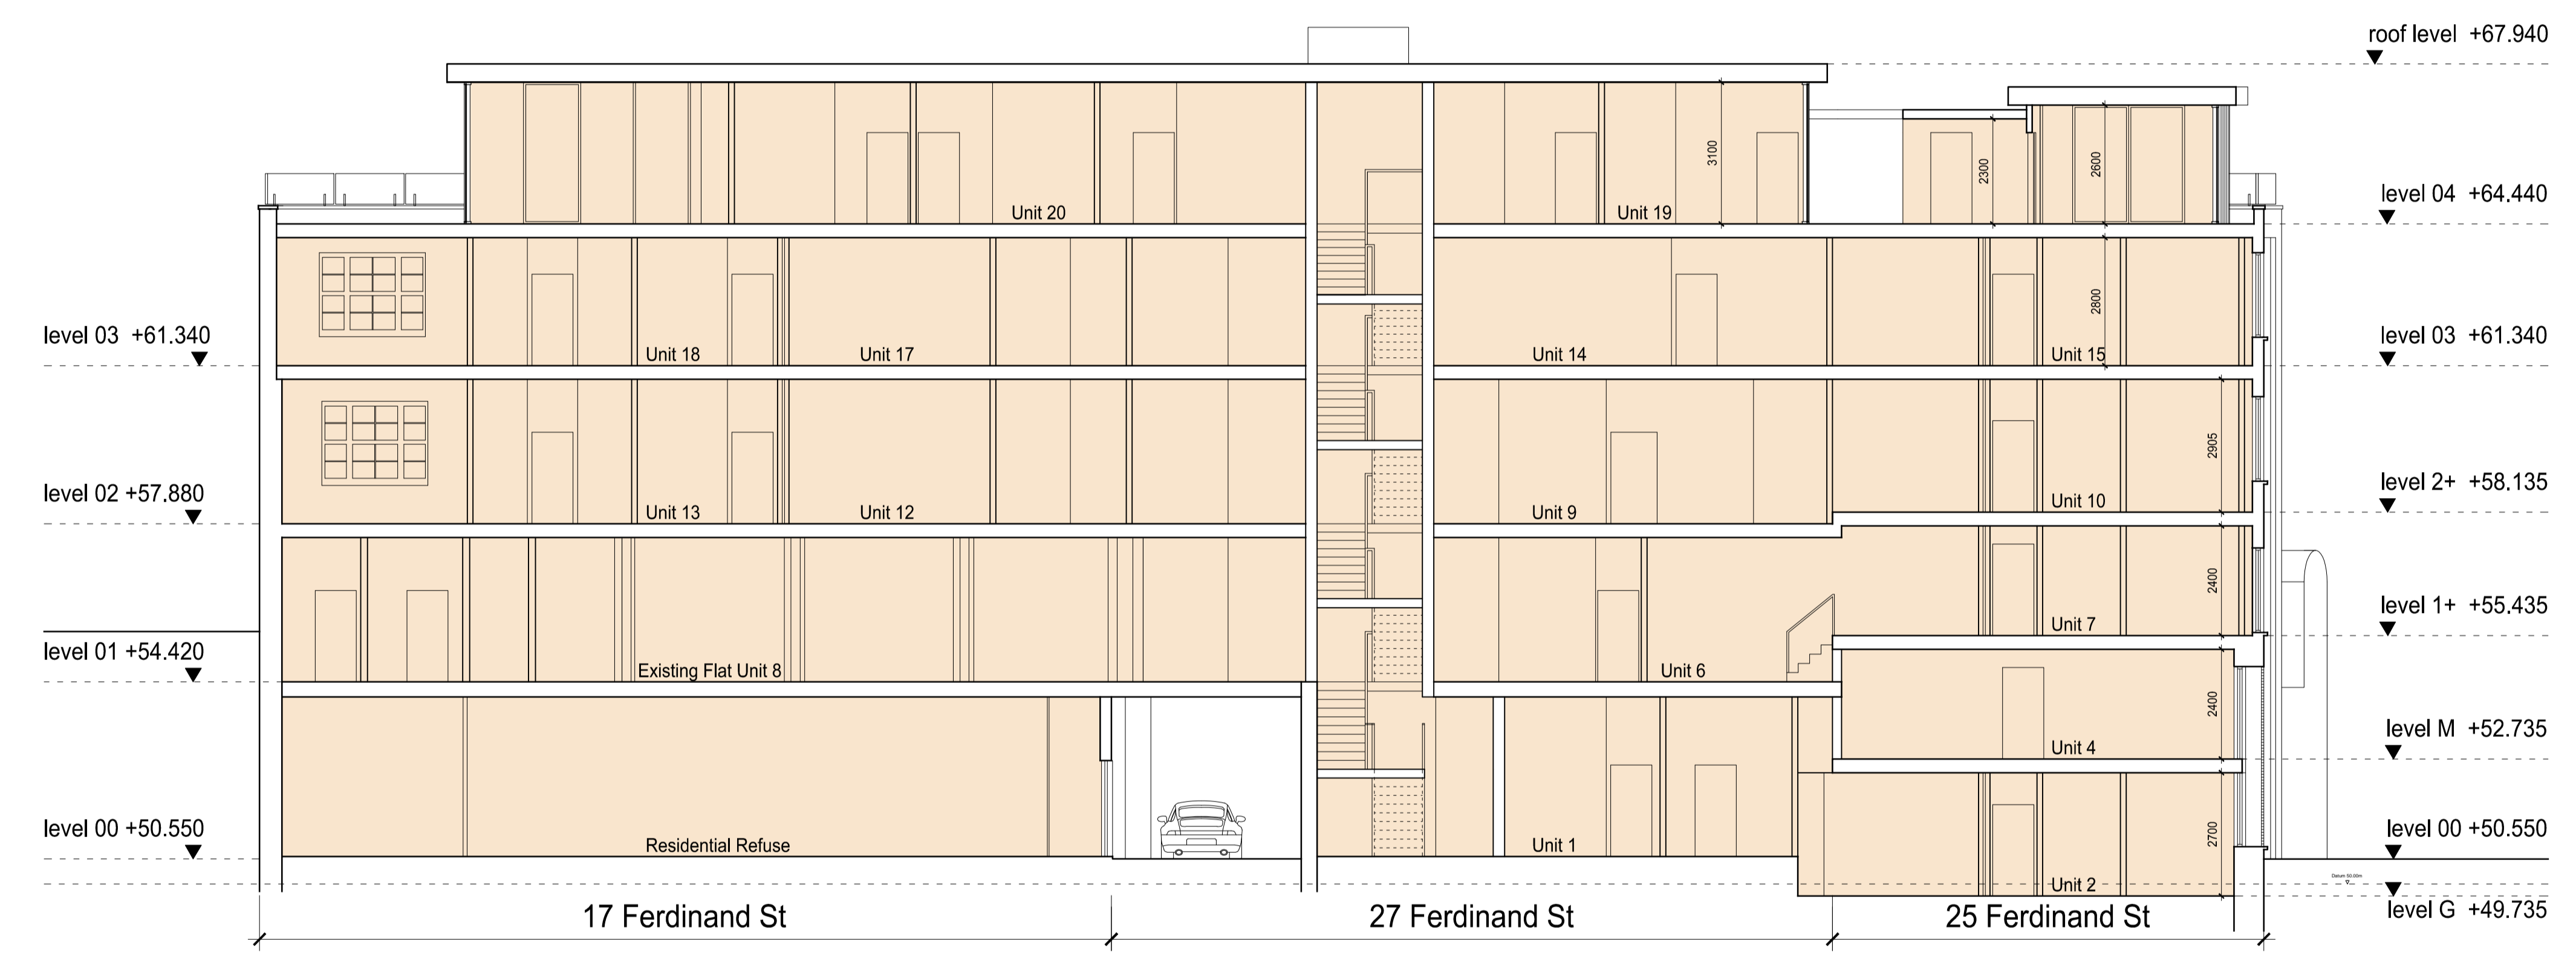 roof level +67.940
3100
2300
2600
level 04 +64.440
Unit 20
Unit 19
2800
level 03 +61.340
level 03 +61.340
Unit 18
Unit 17
Unit 14
Unit 15
2905
level 02 +57.880
level 2+ +58.135
Unit 13
Unit 12
Unit 9
Unit 10
2400
level 1+ +55.435
Unit 7
level 01 +54.420
Existing Flat Unit 8
Unit 6
2400
level M +52.735
Unit 4
level 00 +50.550
level 00 +50.550
2700
Residential Refuse
Unit 1
Datum 50.00m
Unit 2
level G +49.735
17 Ferdinand St
27 Ferdinand St
25 Ferdinand St